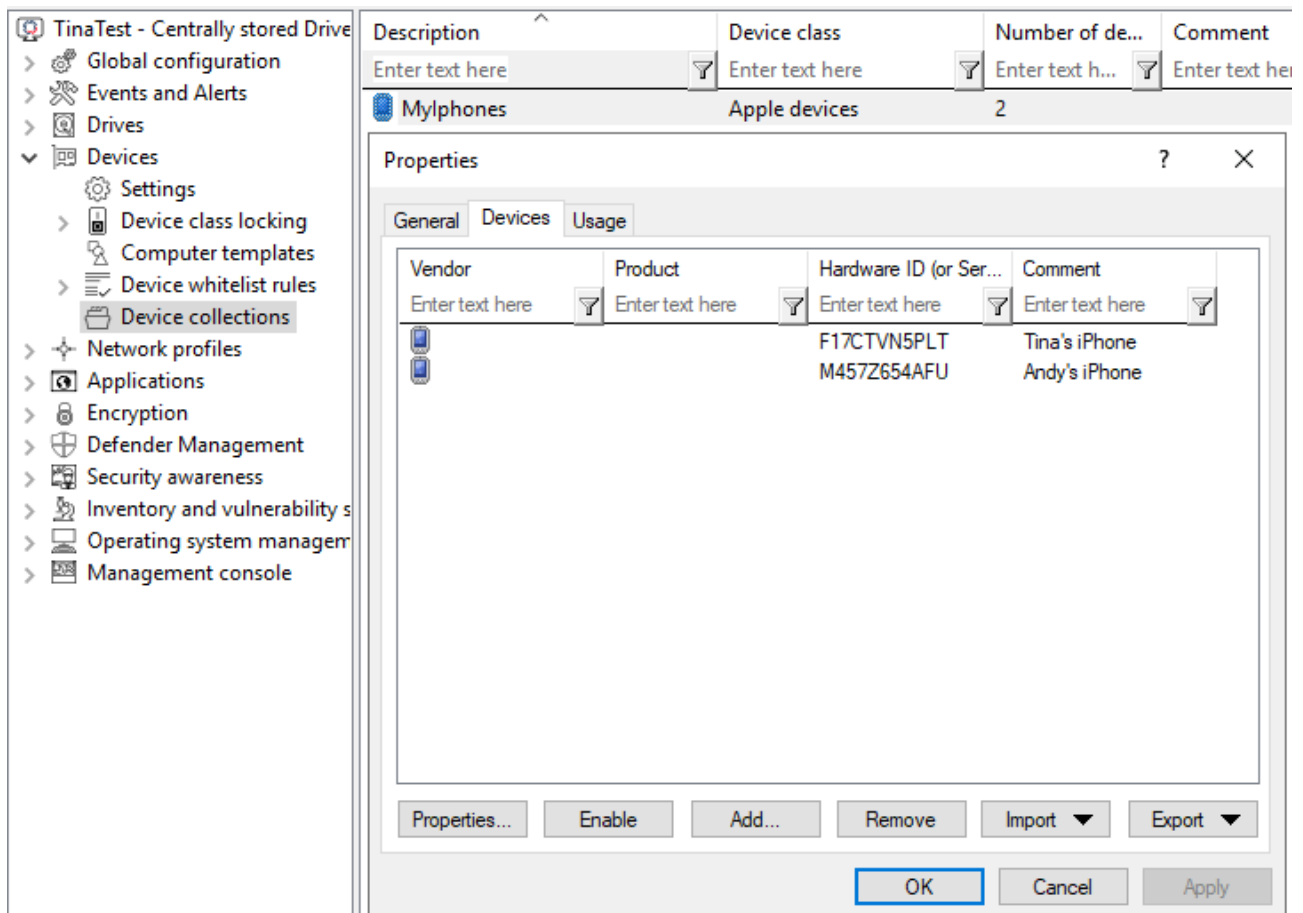 TinaTest - Centrally stored Drive
Global configuration
Events and Alerts
Drives
Devices
Settings
Device class locking
Computer templates
Device whitelist rules
Device collections
Network profiles
Applications
Encryption
Defender Management
Security awareness
Inventory and vulnerability s
Operating system managem
Management console
Description Device class Number of de... Comment
Enter text here Enter text here Enter text h... Enter text her
MyIphones Apple devices 2
Properties ?
General Devices Usage
Vendor Product Hardware ID (or Ser... Comment
Enter text here Enter text here Enter text here Enter text here
F17CTVN5PLT Tina's iPhone
M457Z654AFU Andy's iPhone
Properties... Enable Add... Remove Import Export
OK Cancel Apply